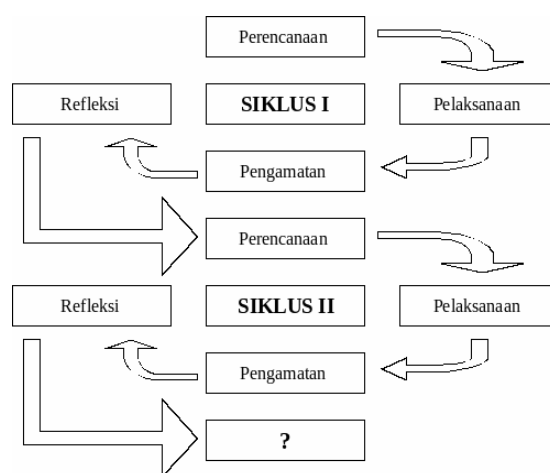 Perencanaan
Refleksi
SIKLUS I
Pelaksanaan
Pengamatan
Perencanaan
Refleksi
SIKLUS II
Pelaksanaan
Pengamatan
?